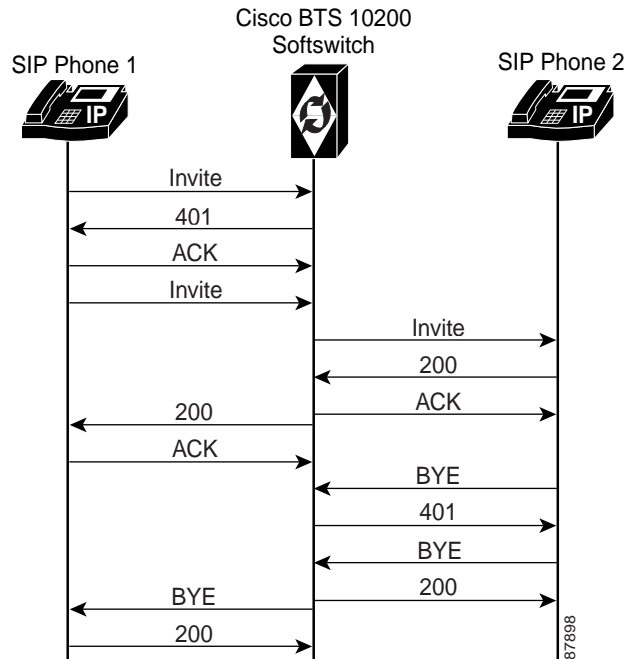 Cisco BTS 10200
Softswitch
SIP Phone 1
SIP Phone 2
IP
IP
Invite
401
ACK
Invite
Invite
200
ACK
200
ACK
BYE
401
BYE
200
BYE
200
87898